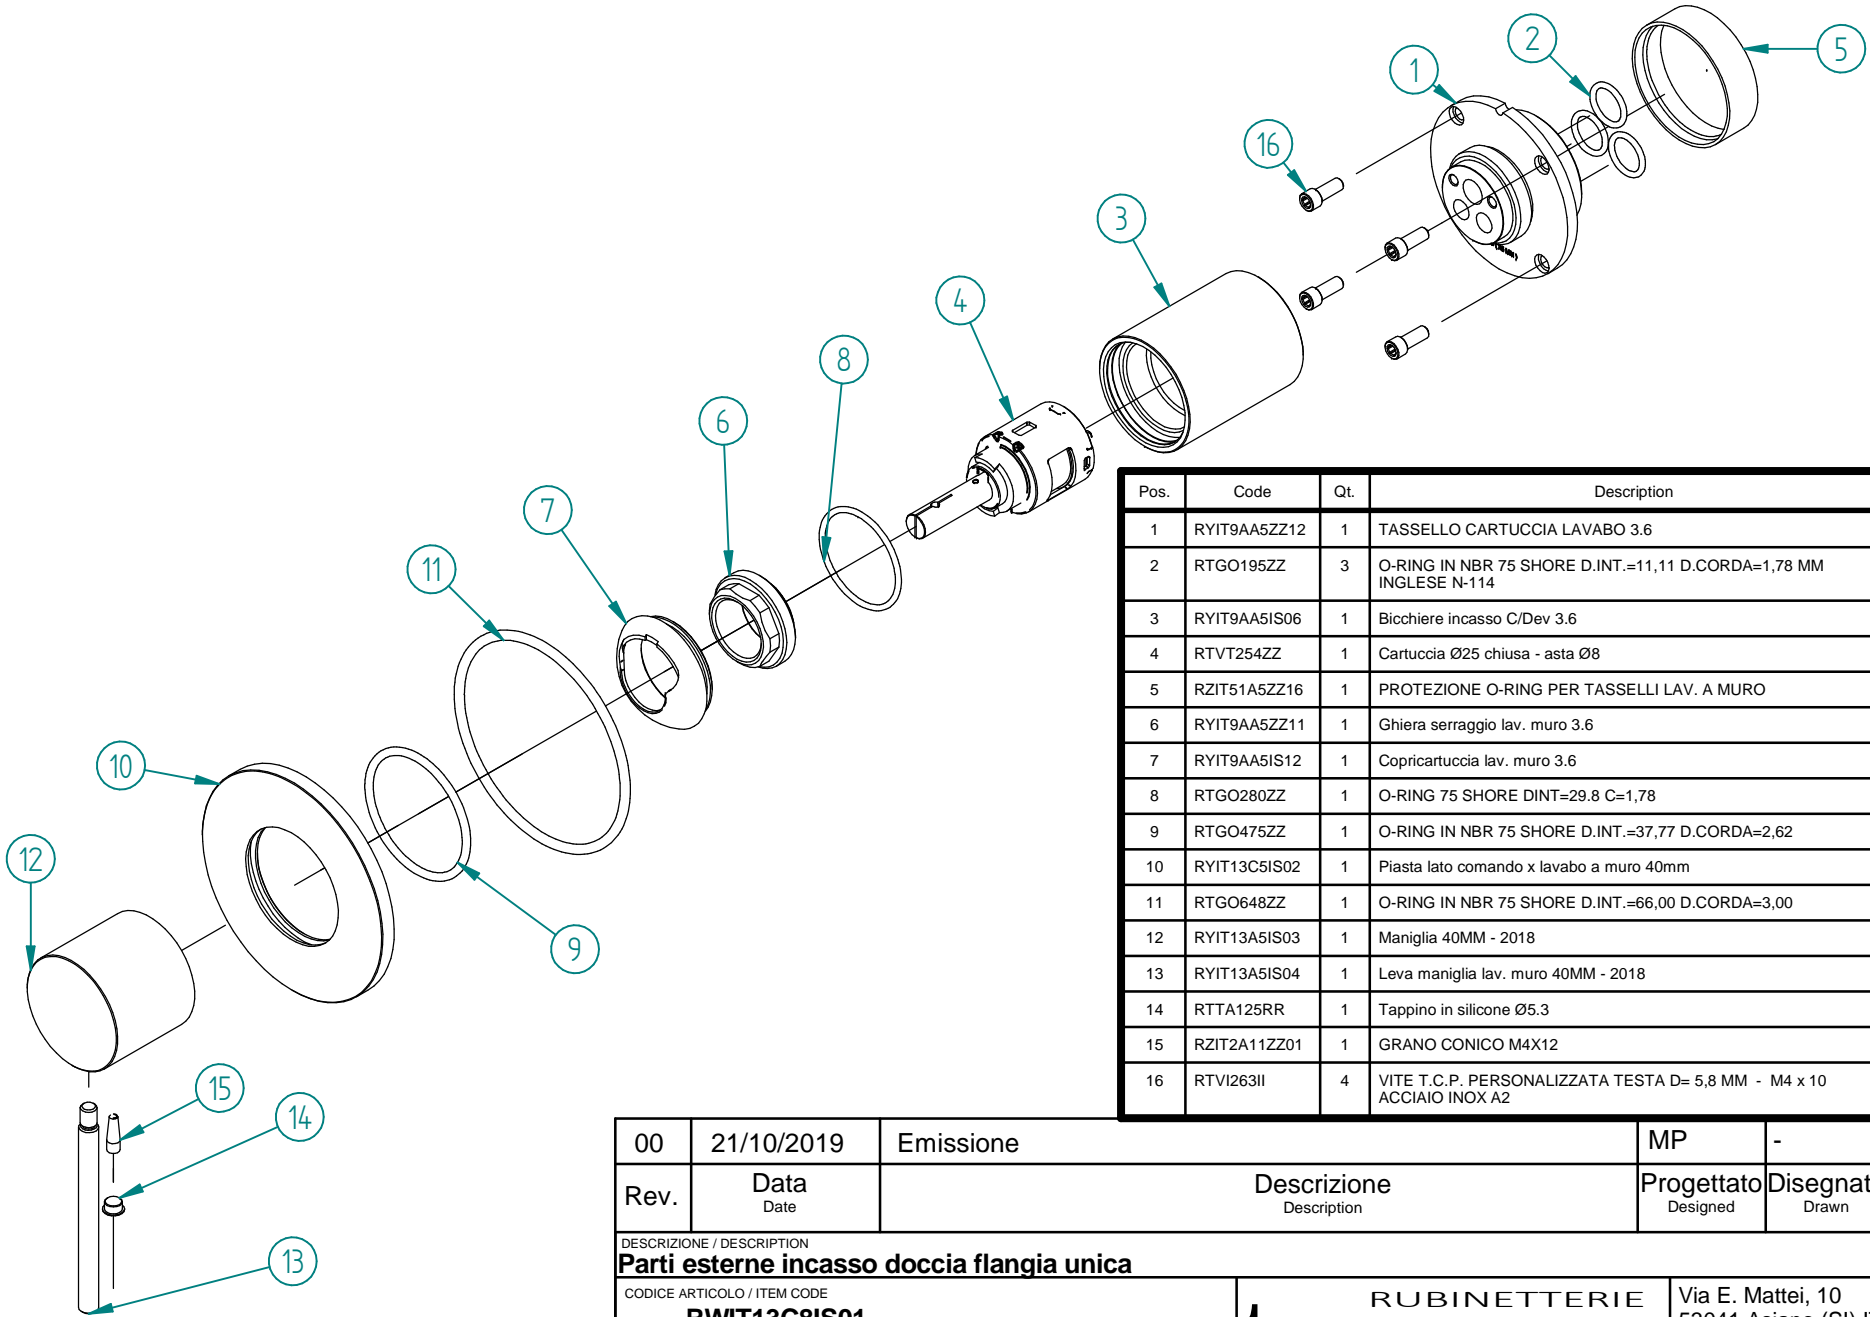 2
5
1
16
3
4
8
6
7
11
10
12
9
15
14
13
Pos. Code Qt. Description
1 RYIT9AA5ZZ12 1 TASSELLO CARTUCCIA LAVABO 3.6
2 RTGO195ZZ 3 O-RING IN NBR 75 SHORE D.INT.=11,11 D.CORDA=1,78 MM
INGLESE N-114
3 RYIT9AA5IS06 1 Bicchiere incasso C/Dev 3.6
4 RTVT254ZZ 1 Cartuccia Ø25 chiusa - asta Ø8
5 RZIT51A5ZZ16 1 PROTEZIONE O-RING PER TASSELLI LAV. A MURO
6 RYIT9AA5ZZ11 1 Ghiera serraggio lav. muro 3.6
7 RYIT9AA5IS12 1 Copricartuccia lav. muro 3.6
8 RTGO280ZZ 1 O-RING 75 SHORE DINT=29.8 C=1,78
9 RTGO475ZZ 1 O-RING IN NBR 75 SHORE D.INT.=37,77 D.CORDA=2,62
10 RYIT13C5IS02 1 Piasta lato comando x lavabo a muro 40mm
11 RTGO648ZZ 1 O-RING IN NBR 75 SHORE D.INT.=66,00 D.CORDA=3,00
12 RYIT13A5IS03 1 Maniglia 40MM - 2018
13 RYIT13A5IS04 1 Leva maniglia lav. muro 40MM - 2018
14 RTTA125RR 1 Tappino in silicone Ø5.3
15 RZIT2A11ZZ01 1 GRANO CONICO M4X12
16 RTVI263II 4 VITE T.C.P. PERSONALIZZATA TESTA D= 5,8 MM - M4 x 10
ACCIAIO INOX A2
00 21/10/2019 Emissione MP -
Rev. Data Descrizione Progettato Disegnat
Date Description Designed Drawn
DESCRIZIONE / DESCRIPTION
Parti esterne incasso doccia flangia unica
CODICE ARTICOLO / ITEM CODE
RWIT13C8IS01
RUBINETTERIE
Via E. Mattei, 10
53041 Asciano (SI)